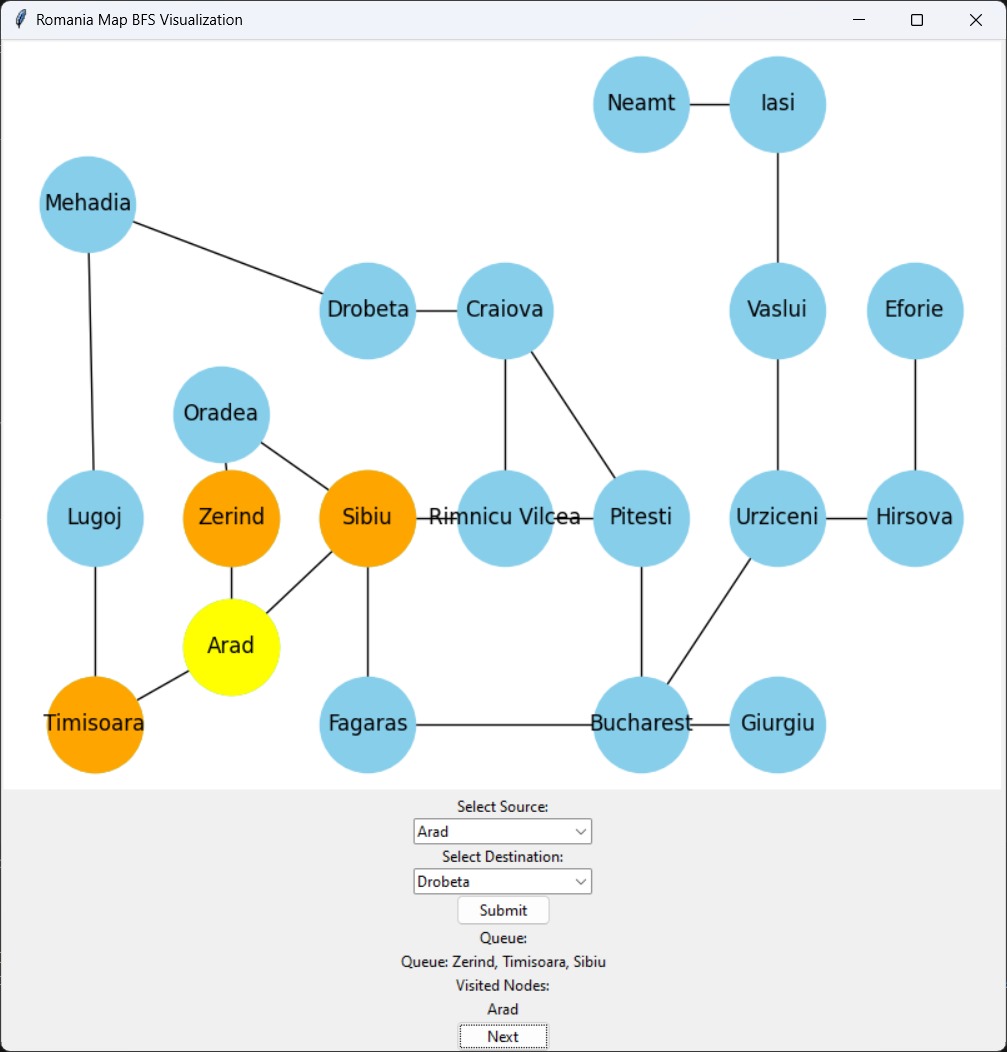 Romania Map BFS Visualization
Neamt Iasi
Mehadia
Drobeta Craiova Vaslui Eforie
Oradea
Lugoj Zerind Sibiu Rimnicu Vilcea Pitesti Urziceni Hirsova
Arad
Timisoara Fagaras Bucharest Giurgiu
Select Source:
Arad
Select Destination:
Drobeta
Submit
Queue:
Queue: Zerind, Timisoara, Sibiu
Visited Nodes:
Arad
Next